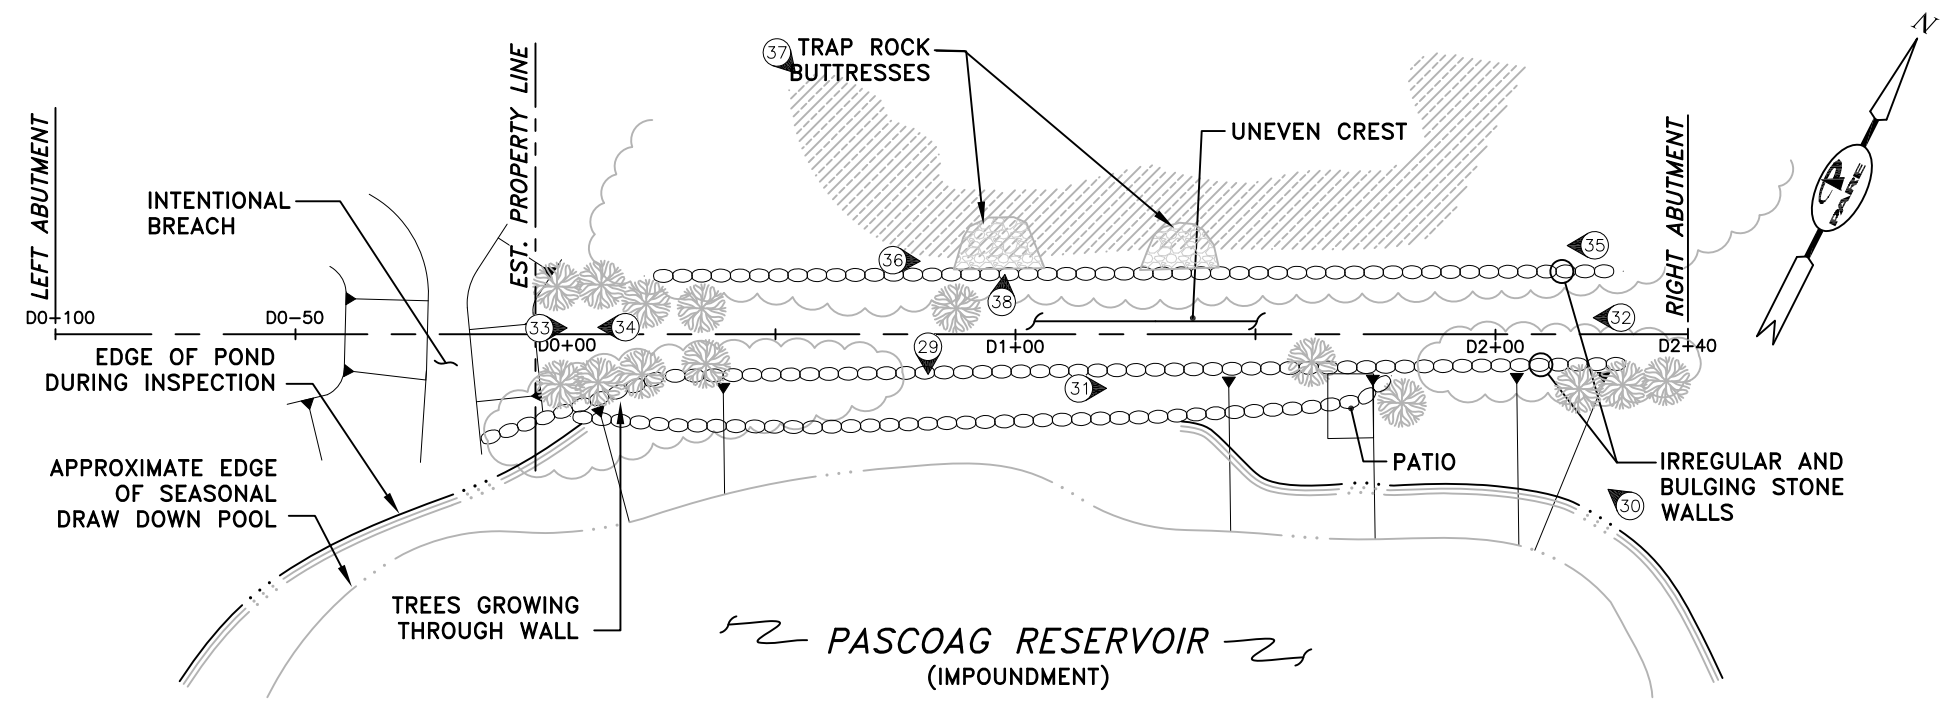 N
PARE
37
TRAP ROCK
BUTTRESSES
UNEVEN CREST
EST. PROPERTY LINE
LEFT ABUTMENT
RIGHT ABUTMENT
INTENTIONAL
BREACH
36
35
38
D0+100
D0-50
33
34
32
D0+00
29
D1+00
D2+00
D2+40
EDGE OF POND
DURING INSPECTION
31
APPROXIMATE EDGE
OF SEASONAL
DRAW DOWN POOL
PATIO
IRREGULAR AND
BULGING STONE
WALLS
30
TREES GROWING
THROUGH WALL
PASCOAG RESERVOIR
(IMPOUNDMENT)